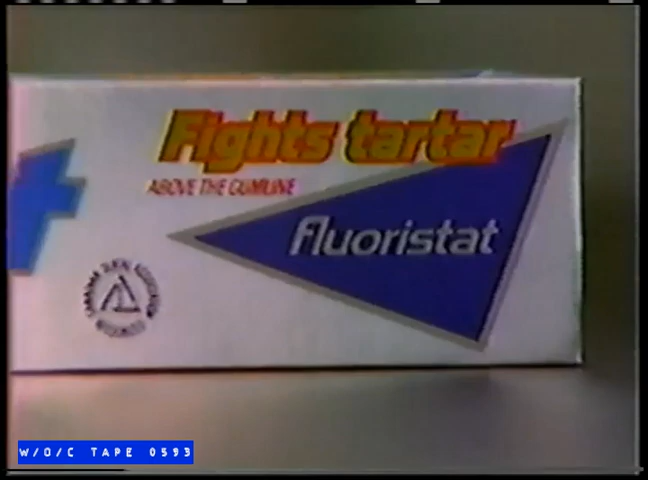 Fights tartar
ABOVE THE GUMLINE
fluoristat
W/O/C TAPE 0593